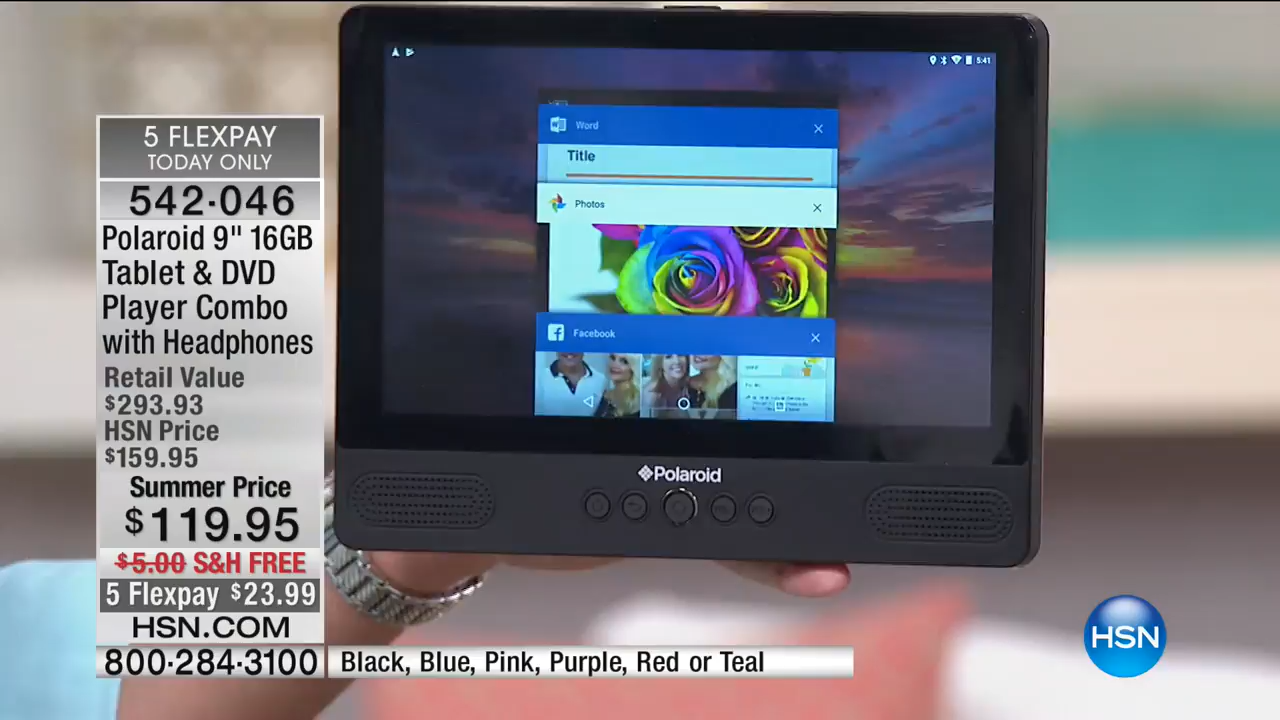 5 FLEXPAY
TODAY ONLY
542·046
Polaroid 9" 16GB
Tablet & DVD
Player Combo
with Headphones
Retail Value
$293.93
HSN Price
$159.95
Summer Price
$119.95
$5.00 S&H FREE
5 Flexpay $23.99
HSN.COM
800·284·3100
Black, Blue, Pink, Purple, Red or Teal
5:41
Word
Title
Photos
Facebook
Polaroid
HSN